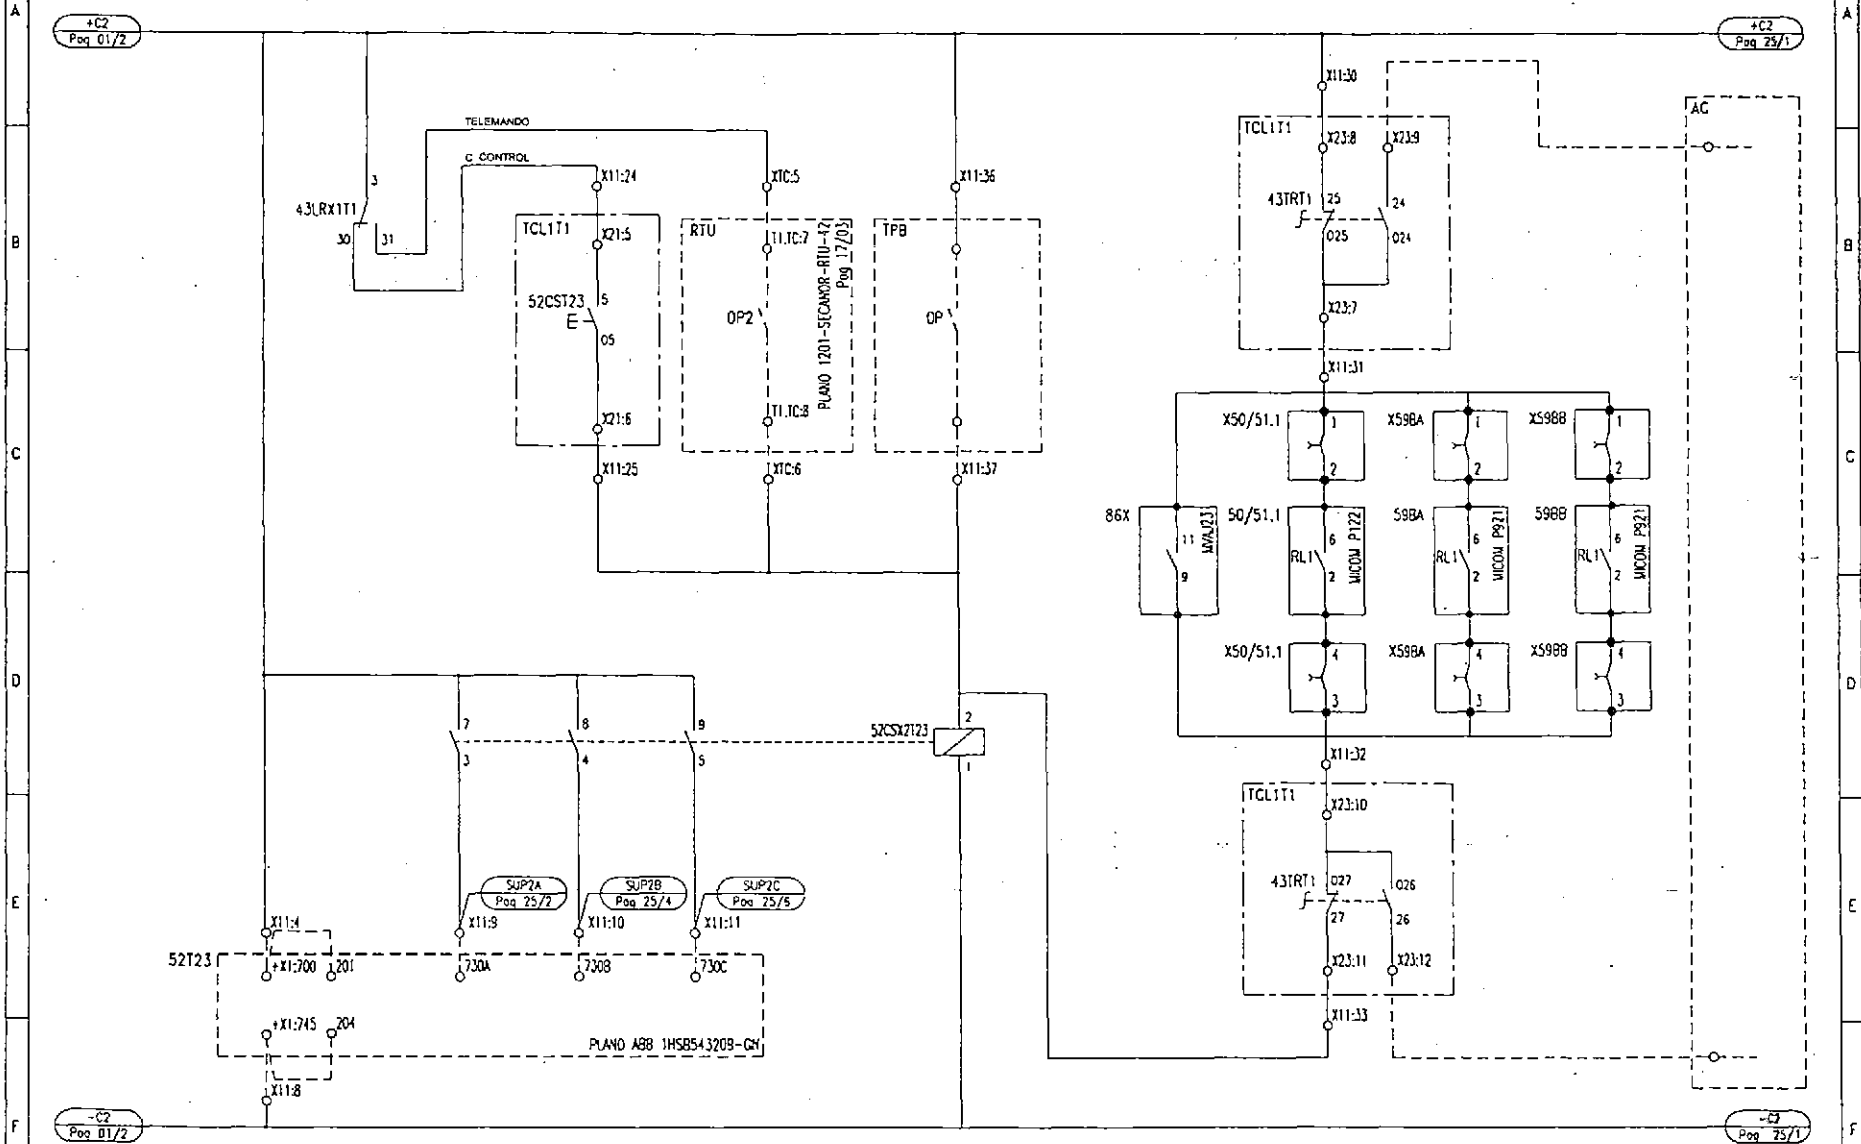 A
A
+C2
Pag 01/2
+C2
Pag 25/1
X11:30
AC
TELEMANDO
TCL1T1
X23:8
X23:9
C CONTROL
3
X11:24
XTC:5
X11:36
43LRX1T1
43TRT1
25
24
30
31
TCL1T1
X21:5
RTU
T1.TC:7
PLANO 1201-SECANOR-RTU-42
Pag 17/03
TPB
O25
O24
B
B
52CST23
5
O5
OP2
OP
X23:7
X11:31
X21:6
T1.TC:8
X50/51.1
1
2
X59BA
1
2
X59BB
1
2
C
C
X11:25
XTC:6
X11:37
86X
11
9
MVAJ23
50/51.1
RL1
6
2
MICOM P122
59BA
RL1
6
2
MICOM P921
59BB
RL1
6
2
MICOM P921
X50/51.1
4
3
X59BA
4
3
X59BB
4
3
D
D
7
3
8
4
9
5
52CSX2T23
2
1
X11:32
TCL1T1
X23:10
SUP2A
Pag 25/2
SUP2B
Pag 25/4
SUP2C
Pag 25/5
43TRT1
O27
27
O26
26
E
E
X11:4
X11:9
X11:10
X11:11
52T23
+X1:700
201
730A
730B
730C
X23:11
X23:12
+X1:745
204
X11:33
PLANO ABB 1HSB543209-GN
X11:8
-C2
Pag 01/2
-C2
Pag 25/1
F
F